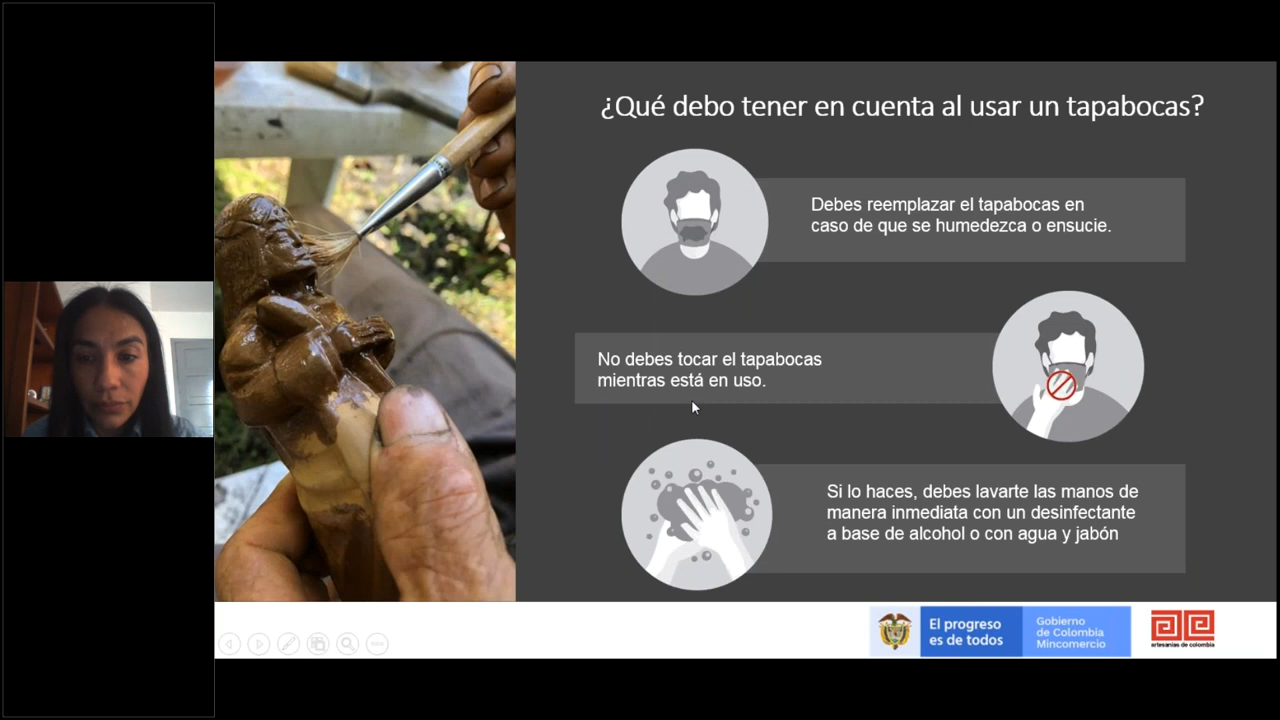 ¿Qué debo tener en cuenta al usar un tapabocas?
Debes reemplazar el tapabocas en
caso de que se humedezca o ensucie.
No debes tocar el tapabocas
mientras está en uso.
Si lo haces, debes lavarte las manos de
manera inmediata con un desinfectante
a base de alcohol o con agua y jabón
El progreso
es de todos
Gobierno
de Colombia
Mincomercio
artesanías de colombia